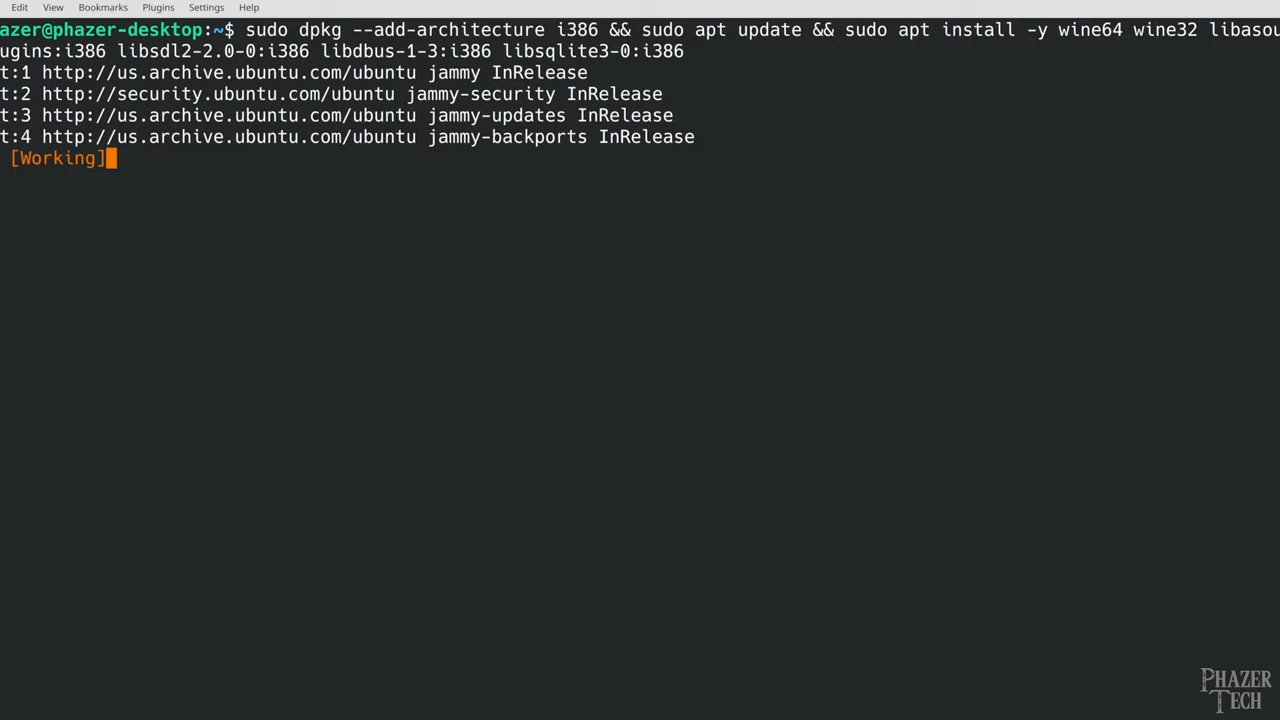 Edit View Bookmarks Plugins Settings Help
azer@phazer-desktop:~$ sudo dpkg --add-architecture i386 && sudo apt update && sudo apt install -y wine64 wine32 libasou
ugins:i386 libsdl2-2.0-0:i386 libdbus-1-3:i386 libsqlite3-0:i386
t:1 http://us.archive.ubuntu.com/ubuntu jammy InRelease
t:2 http://security.ubuntu.com/ubuntu jammy-security InRelease
t:3 http://us.archive.ubuntu.com/ubuntu jammy-updates InRelease
t:4 http://us.archive.ubuntu.com/ubuntu jammy-backports InRelease
[Working]
PHAZER
TECH